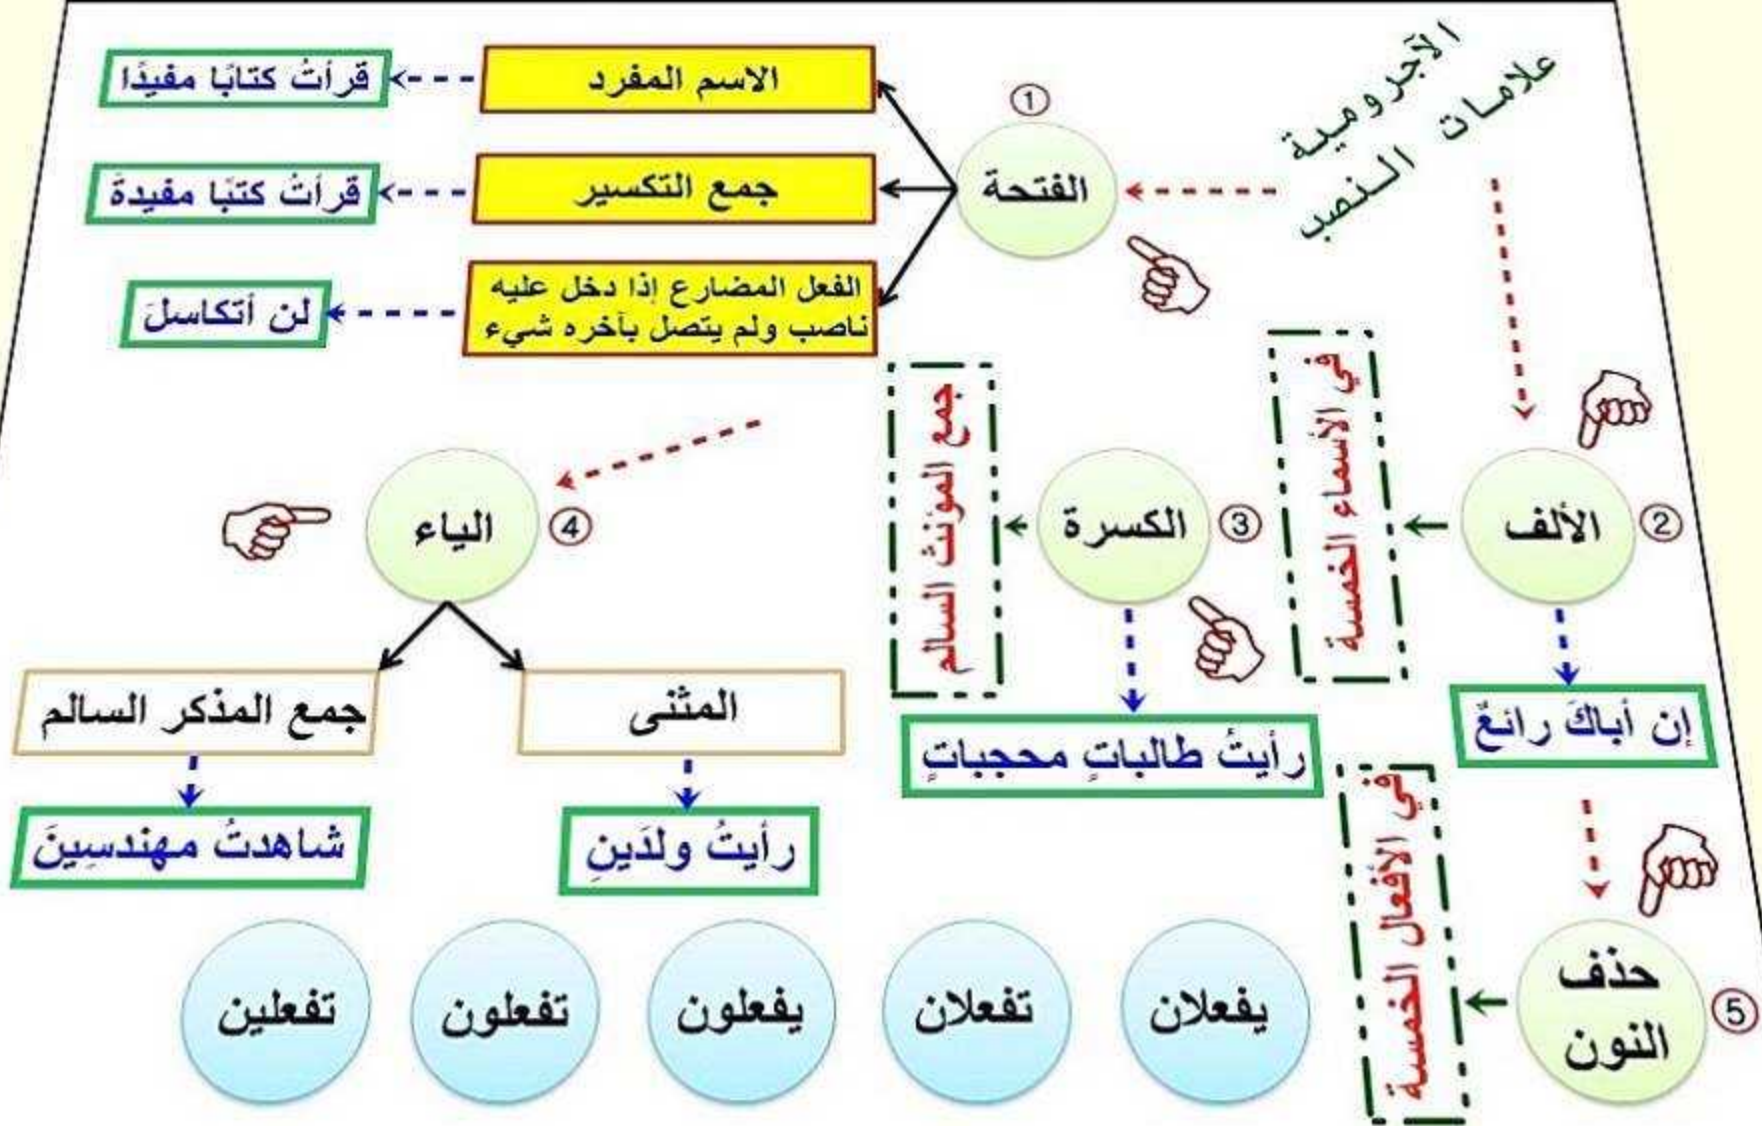 الآجرومية
علامات النصب
①
الفتحة
الاسم المفرد
قرأتُ كتابًا مفيدًا
جمع التكسير
قرأتُ كتبًا مفيدةً
الفعل المضارع إذا دخل عليه
ناصب ولم يتصل بآخره شيء
لن أتكاسلَ
②
الألف
في الأسماء الخمسة
إن أباكَ رائعٌ
③
الكسرة
جمع المؤنث السالم
رأيتُ طالباتٍ محجباتٍ
④
الياء
المثنى
رأيتُ ولدَينِ
جمع المذكر السالم
شاهدتُ مهندسِينَ
⑤
حذف
النون
في الأفعال الخمسة
يفعلان
تفعلان
يفعلون
تفعلون
تفعلين